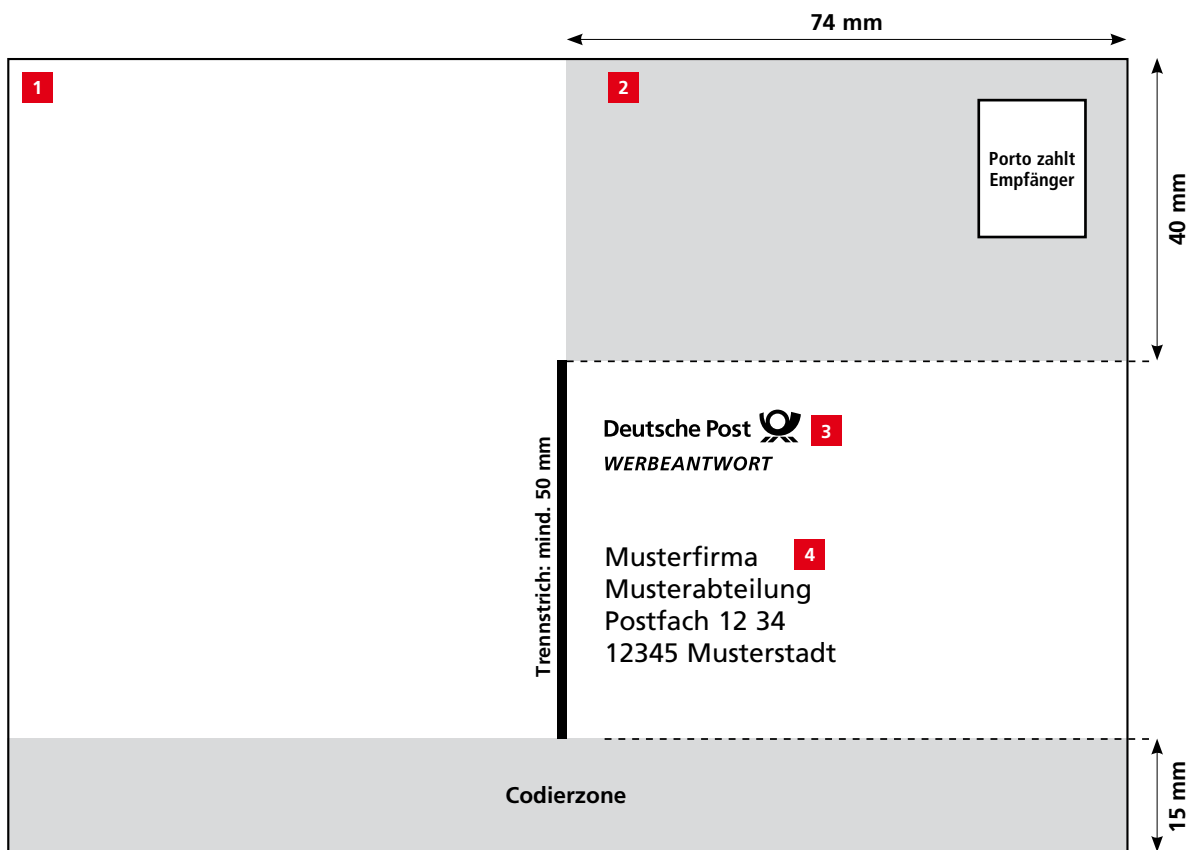 74 mm
1
2
Porto zahlt
Empfänger
40 mm
Deutsche Post
3
WERBEANTWORT
Trennstrich: mind. 50 mm
Musterfirma
4
Musterabteilung
Postfach 12 34
12345 Musterstadt
Codierzone
15 mm